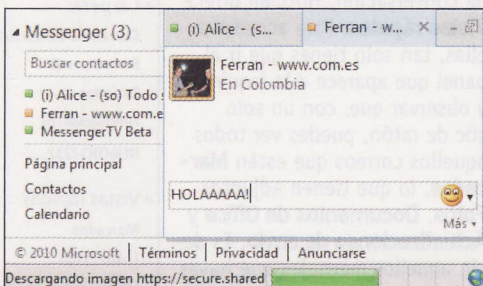 Messenger (3)
Buscar contactos
(i) Alice - (so) Todo
Ferran - www.com.e
MessengerTV Beta
Página principal
Contactos
Calendario
(i) Alice - (s...
Ferran - w...
Ferran - www.com.es
En Colombia
HOLAAAAA!
Más
© 2010 Microsoft | Términos | Privacidad | Anunciarse
Descargando imagen https://secure.shared